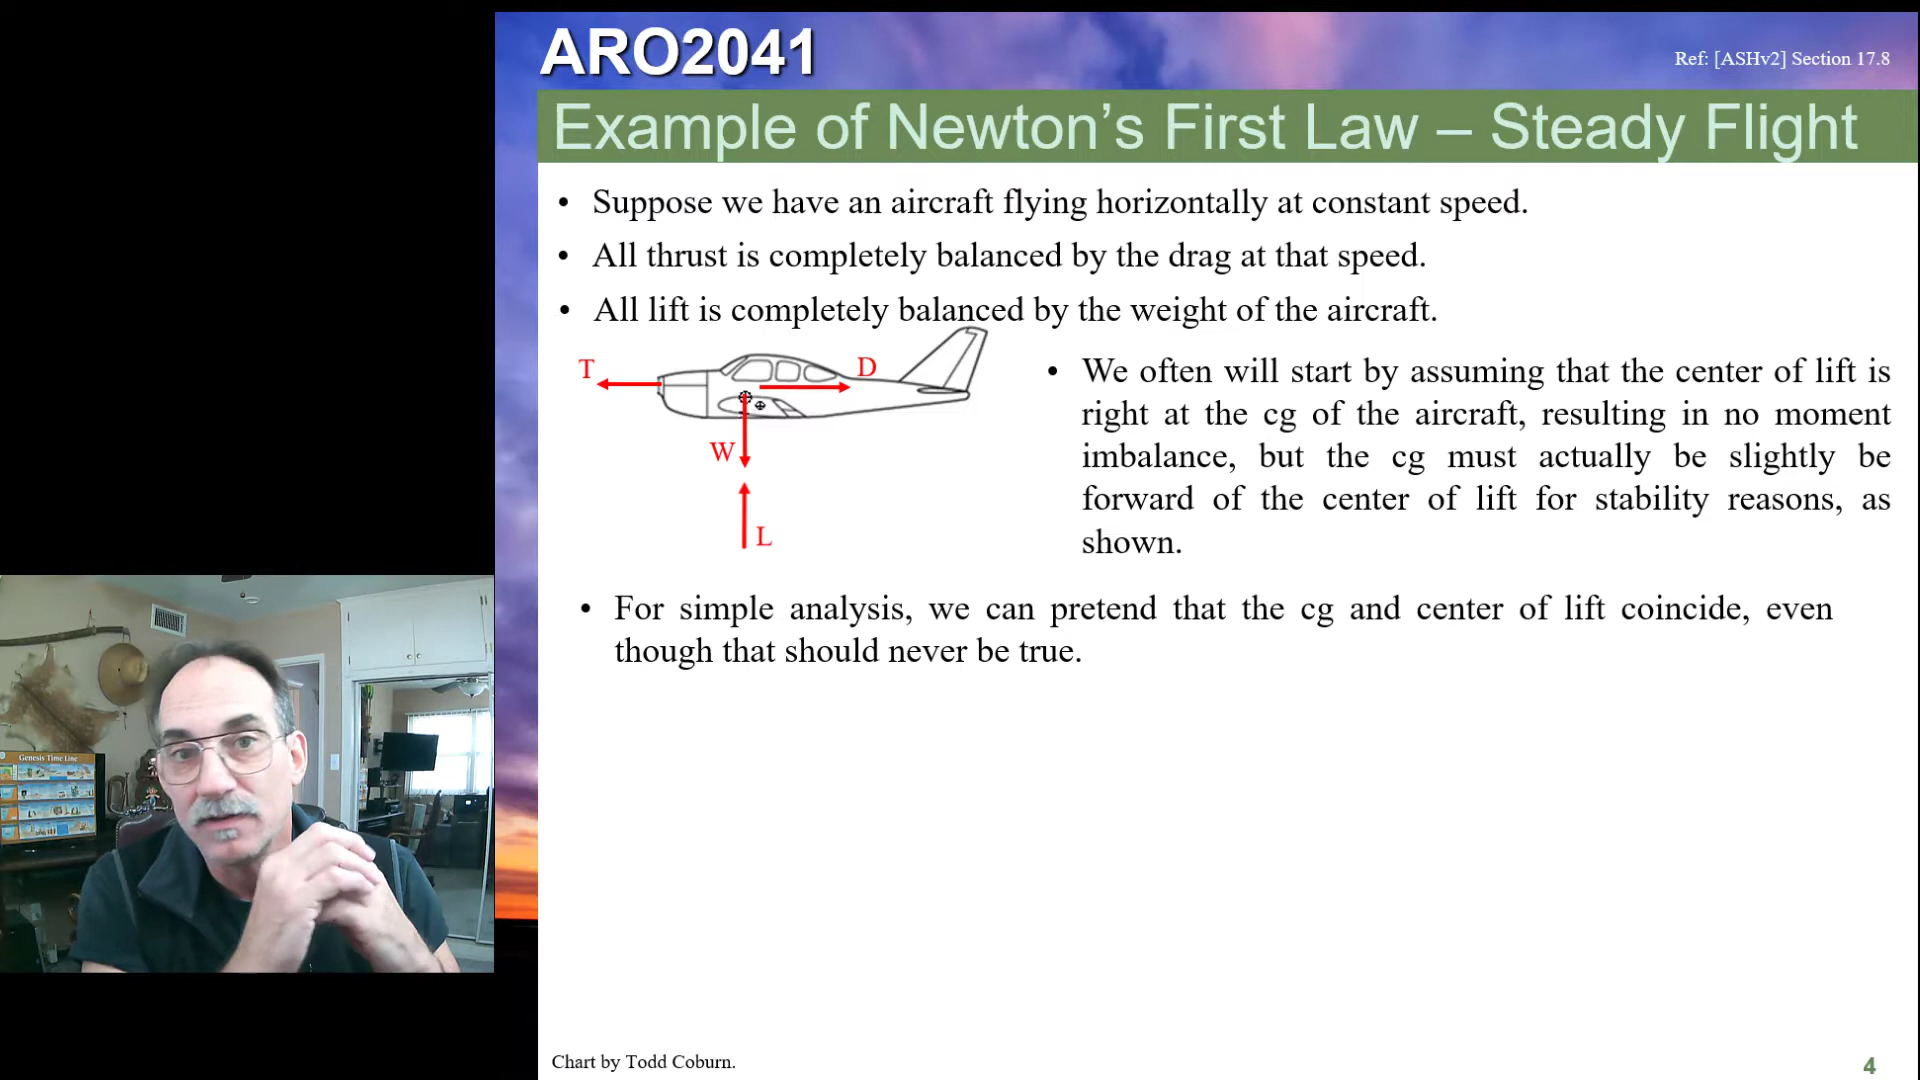 ARO2041
Ref: [ASHv2] Section 17.8
Example of Newton's First Law – Steady Flight
• Suppose we have an aircraft flying horizontally at constant speed.
• All thrust is completely balanced by the drag at that speed.
• All lift is completely balanced by the weight of the aircraft.
T
D
W
L
• We often will start by assuming that the center of lift is
right at the cg of the aircraft, resulting in no moment
imbalance, but the cg must actually be slightly be
forward of the center of lift for stability reasons, as
shown.
• For simple analysis, we can pretend that the cg and center of lift coincide, even
though that should never be true.
Genesis Time Line
Chart by Todd Coburn.
4